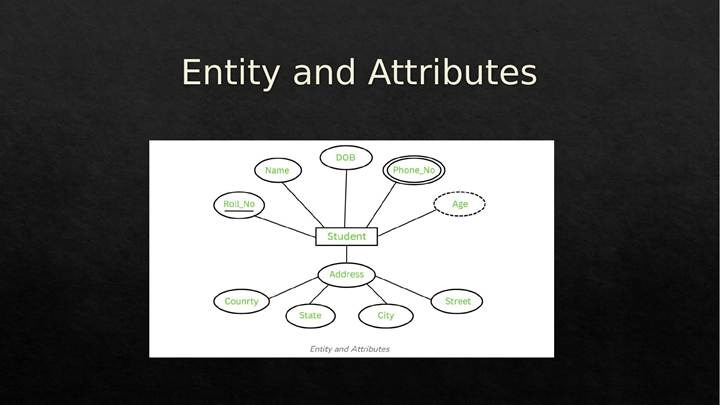 Entity and Attributes
DOB
Name
Phone_No
Roll_No
Age
Student
Address
Counrty
Street
State
City
Entity and Attributes